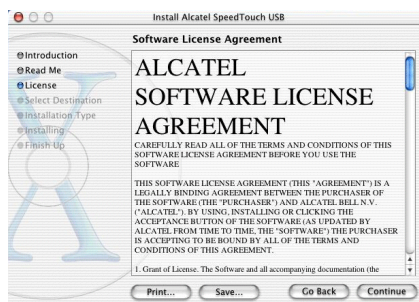 Install Alcatel SpeedTouch USB
Software License Agreement
Introduction
Read Me
License
Select Destination
Installation Type
Installing
Finish Up
ALCATEL
SOFTWARE LICENSE
AGREEMENT
CAREFULLY READ ALL OF THE TERMS AND CONDITIONS OF THIS
SOFTWARE LICENSE AGREEMENT BEFORE YOU USE THE
SOFTWARE
THIS SOFTWARE LICENSE AGREEMENT (THIS "AGREEMENT") IS A
LEGALLY BINDING AGREEMENT BETWEEN THE PURCHASER OF
THE SOFTWARE (THE "PURCHASER") AND ALCATEL BELL N.V.
("ALCATEL"). BY USING, INSTALLING OR CLICKING THE
ACCEPTANCE BUTTON OF THE SOFTWARE (AS UPDATED BY
ALCATEL FROM TIME TO TIME, THE "SOFTWARE") THE PURCHASER
IS ACCEPTING TO BE BOUND BY ALL OF THE TERMS AND
CONDITIONS OF THIS AGREEMENT.
1. Grant of License. The Software and all accompanying documentation (the
Print...
Save...
Go Back
Continue